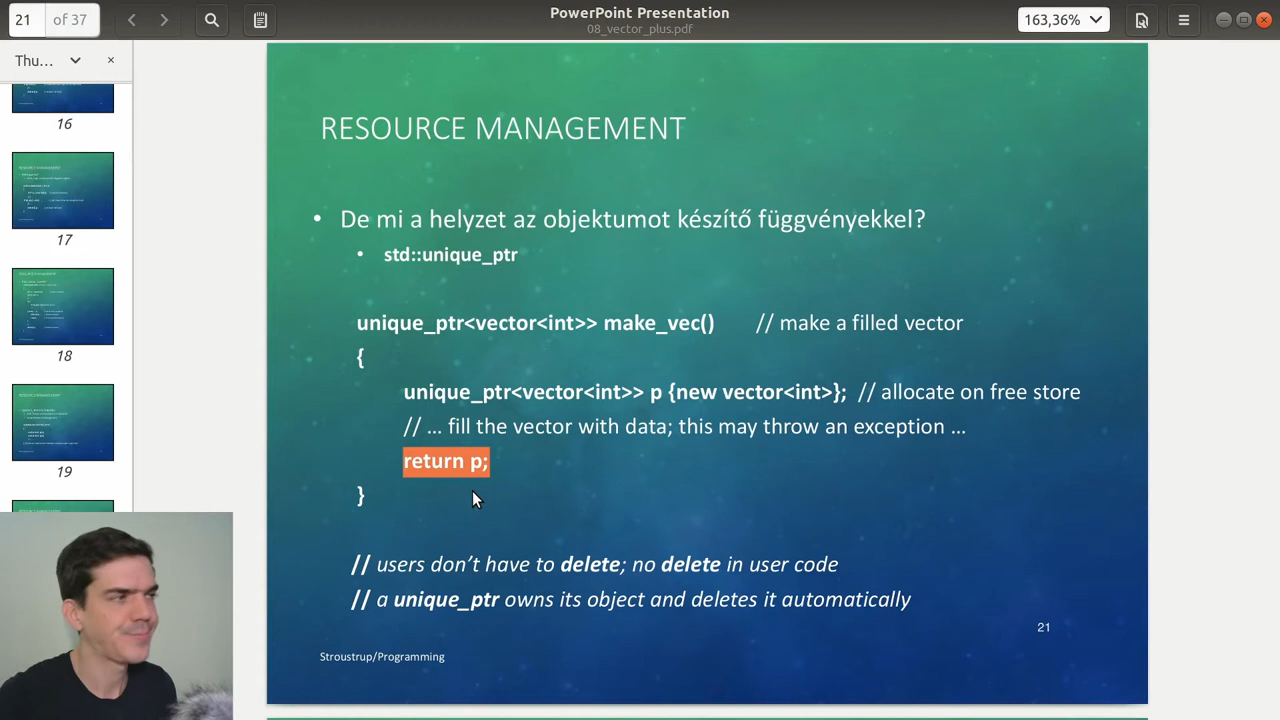 21 of 37
PowerPoint Presentation
08_vector_plus.pdf
163,36%
Thu…
16
17
18
19
RESOURCE MANAGEMENT
• De mi a helyzet az objektumot készítő függvényekkel?
• std::unique_ptr
unique_ptr<vector<int>> make_vec() // make a filled vector
{
unique_ptr<vector<int>> p {new vector<int>}; // allocate on free store
// … fill the vector with data; this may throw an exception …
return p;
}
// users don’t have to delete; no delete in user code
// a unique_ptr owns its object and deletes it automatically
21
Stroustrup/Programming